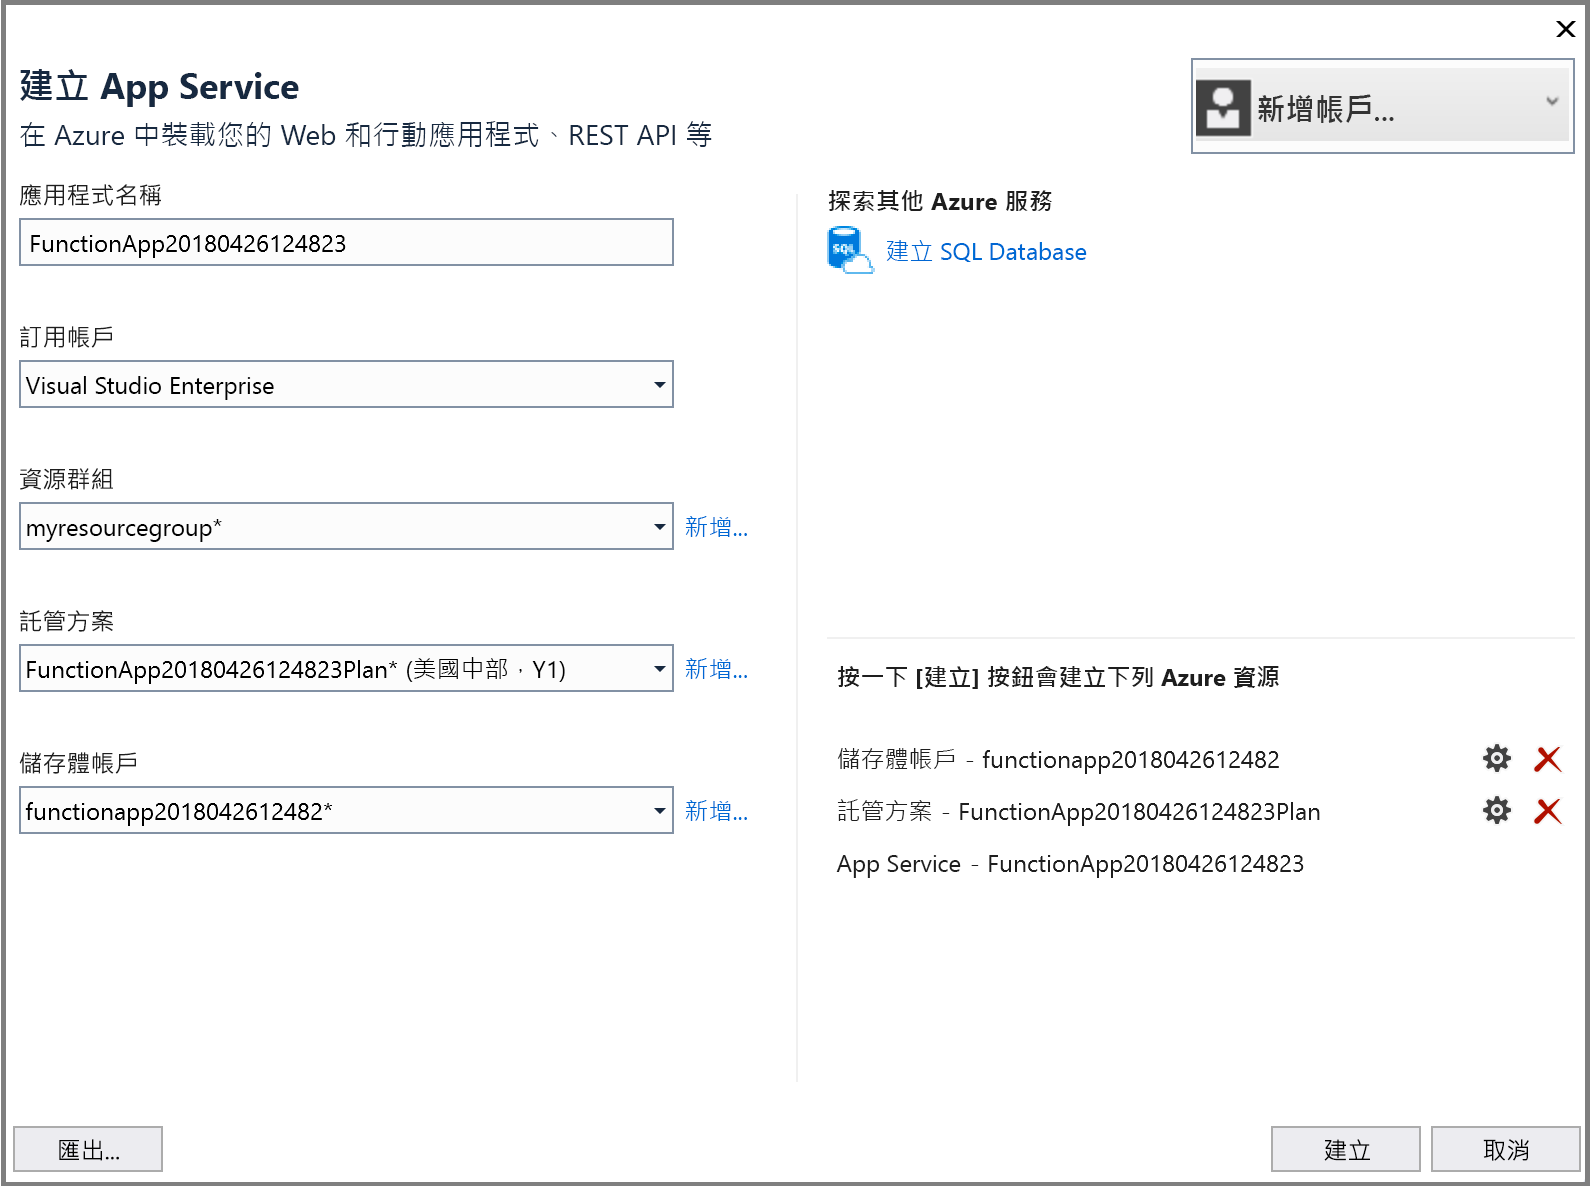 建立 App Service
在 Azure 中裝載您的 Web 和行動應用程式、REST API 等
新增帳戶...
應用程式名稱
FunctionApp20180426124823
訂用帳戶
Visual Studio Enterprise
資源群組
myresourcegroup*
新增...
託管方案
FunctionApp20180426124823Plan* (美國中部，Y1)
新增...
儲存體帳戶
functionapp2018042612482*
新增...
探索其他 Azure 服務
SQL
建立 SQL Database
按一下 [建立] 按鈕會建立下列 Azure 資源
儲存體帳戶 - functionapp2018042612482
託管方案 - FunctionApp20180426124823Plan
App Service - FunctionApp20180426124823
匯出...
建立
取消